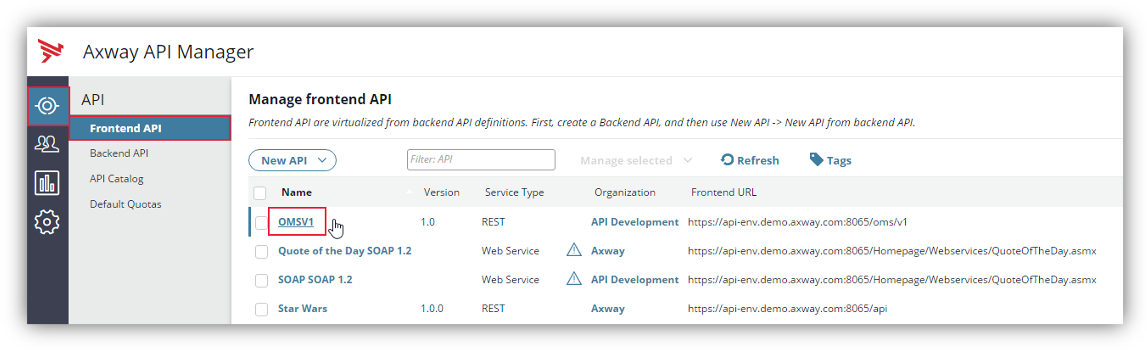 Axway API Manager
API
Frontend API
Backend API
API Catalog
Default Quotas
Manage frontend API
Frontend API are virtualized from backend API definitions. First, create a Backend API, and then use New API -> New API from backend API.
New API Filter: API Manage selected Refresh Tags
Name Version Service Type Organization Frontend URL
OMSV1 1.0 REST API Development https://api-env.demo.axway.com:8065/oms/v1
Quote of the Day SOAP 1.2 Web Service Axway https://api-env.demo.axway.com:8065/Homepage/Webservices/QuoteOfTheDay.asmx
SOAP SOAP 1.2 Web Service API Development https://api-env.demo.axway.com:8065/Homepage/Webservices/QuoteOfTheDay.asmx
Star Wars 1.0.0 REST Axway https://api-env.demo.axway.com:8065/api